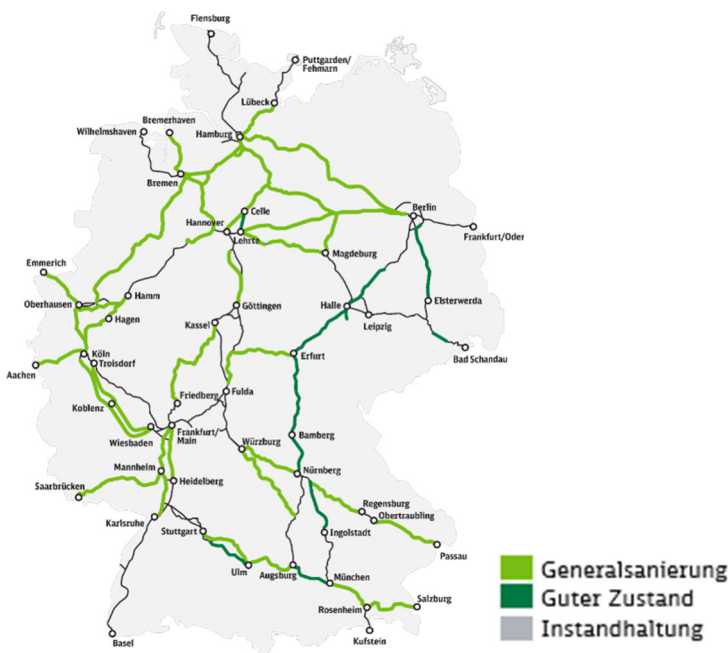 Flensburg
Puttgarden/
Fehmarn
Lübeck
Bremerhaven
Wilhelmshaven
Hamburg
Bremen
Celle
Hannover
Lehrte
Berlin
Frankfurt/Oder
Magdeburg
Emmerich
Oberhausen
Hamm
Hagen
Göttingen
Kassel
Halle
Leipzig
Elsterwerda
Bad Schandau
Köln
Troisdorf
Aachen
Erfurt
Koblenz
Friedberg
Fulda
Wiesbaden
Frankfurt/
Main
Würzburg
Bamberg
Mannheim
Nürnberg
Saarbrücken
Heidelberg
Karlsruhe
Stuttgart
Regensburg
Obertraubling
Ingolstadt
Passau
Ulm
Augsburg
München
Rosenheim
Salzburg
Kufstein
Basel
Generalsanierung
Guter Zustand
Instandhaltung